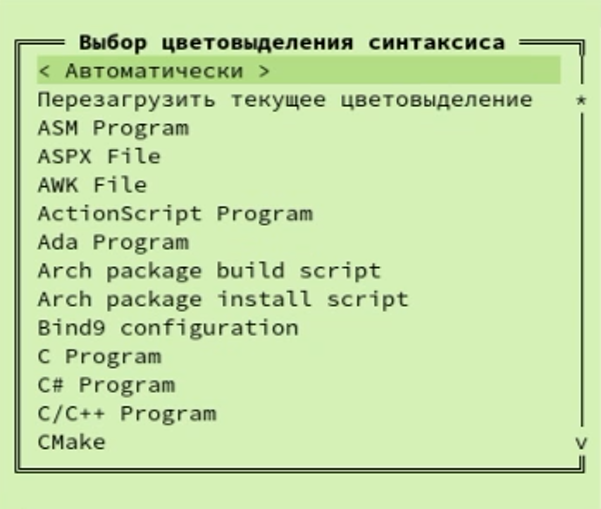 Выбор цветовыделения синтаксиса
< Автоматически >
Перезагрузить текущее цветовыделение *
ASM Program
ASPX File
AWK File
ActionScript Program
Ada Program
Arch package build script
Arch package install script
Bind9 configuration
C Program
C# Program
C/C++ Program
CMake v